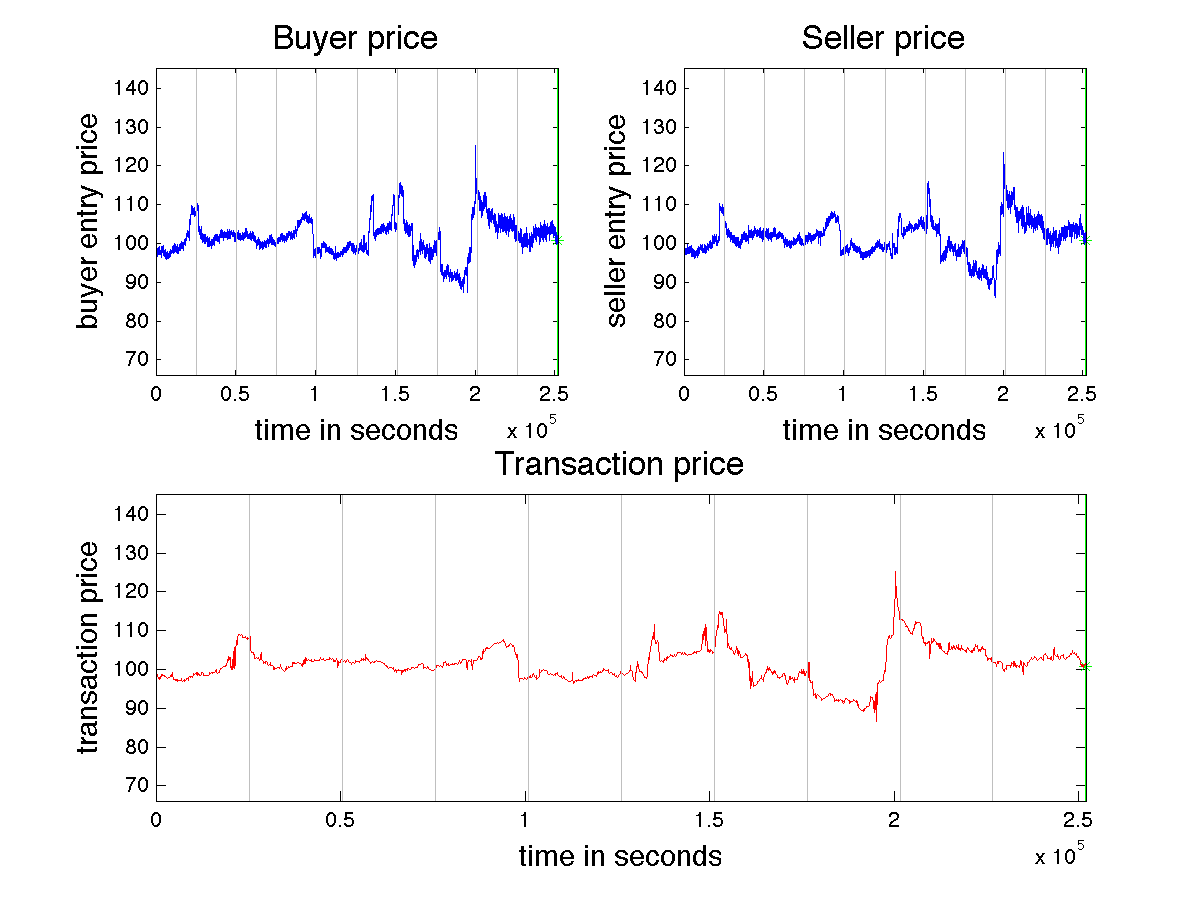 Buyer price
Seller price
buyer entry price
140
130
120
110
100
90
80
70
0 0.5 1 1.5 2 2.5
time in seconds
x 10^5
seller entry price
140
130
120
110
100
90
80
70
0 0.5 1 1.5 2 2.5
time in seconds
x 10^5
Transaction price
transaction price
140
130
120
110
100
90
80
70
0 0.5 1 1.5 2 2.5
time in seconds
x 10^5